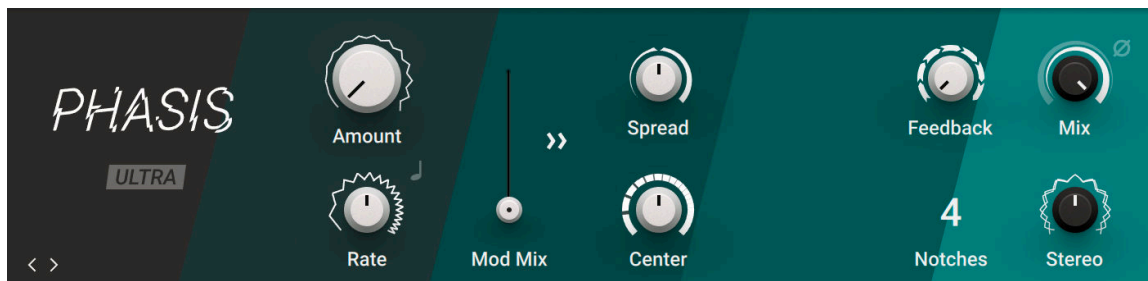 PHASIS
ULTRA
Amount
Rate
Mod Mix
Spread
Center
Feedback
Mix
4
Notches
Stereo